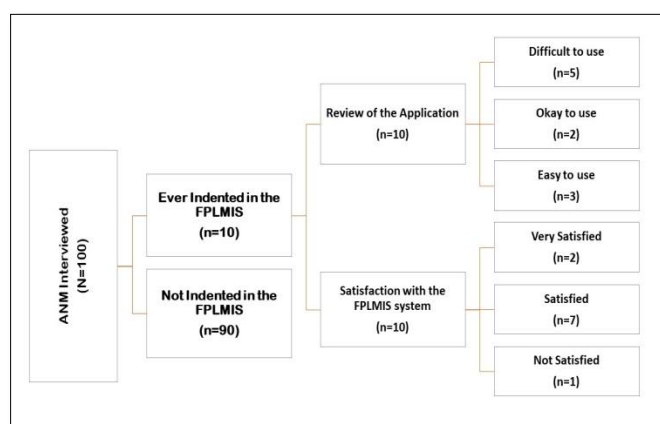 ANM Interviewed
(N=100)
Ever Indented in the
FPLMIS
(n=10)
Not Indented in the
FPLMIS
(n=90)
Review of the Application
(n=10)
Satisfaction with the
FPLMIS system
(n=10)
Difficult to use
(n=5)
Okay to use
(n=2)
Easy to use
(n=3)
Very Satisfied
(n=2)
Satisfied
(n=7)
Not Satisfied
(n=1)